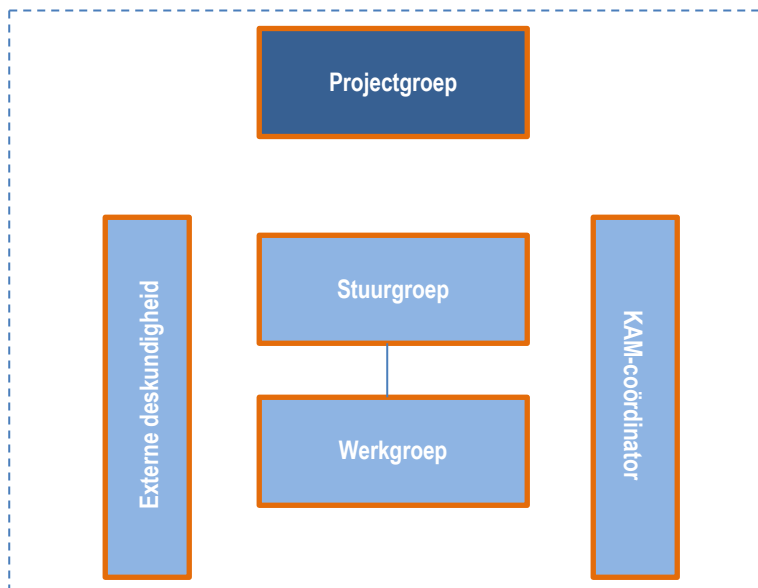 Projectgroep
Externe deskundigheid
Stuurgroep
Werkgroep
KAM-coördinator